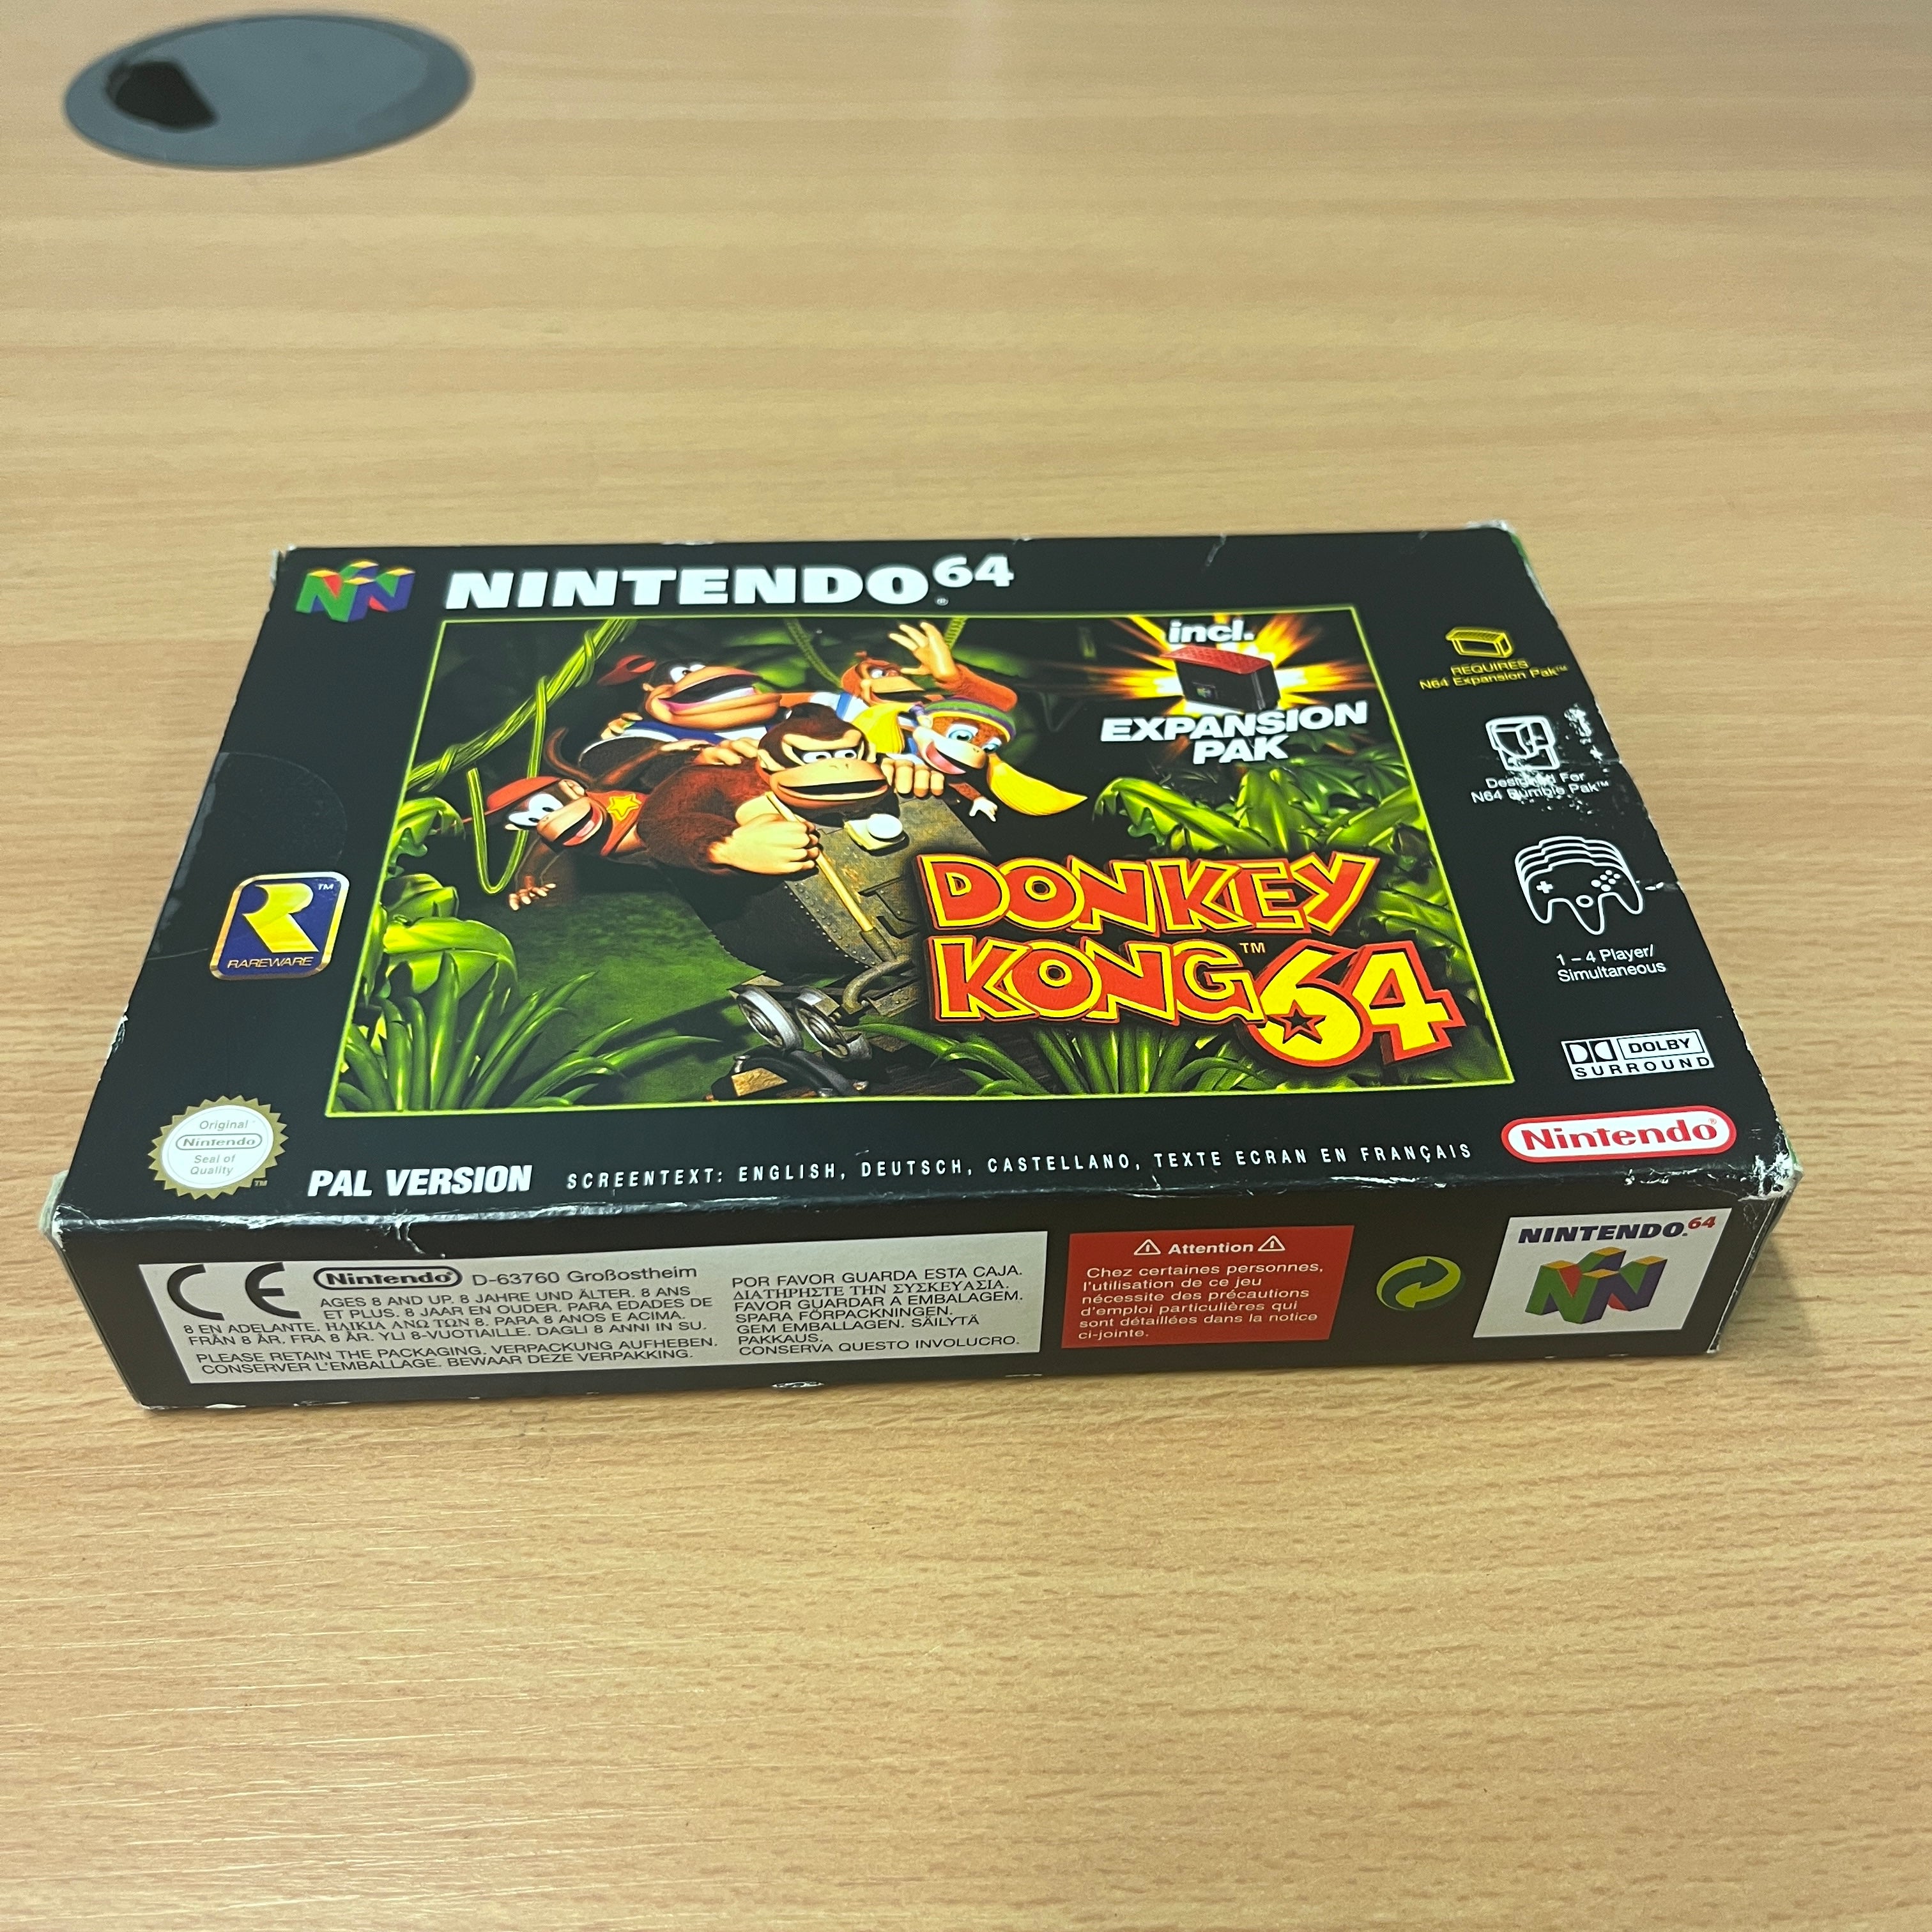 NINTENDO64
®
incl.
EXPANSION
PAK
REQUIRES
N64 Expansion Pak™
Designed For
N64 Rumble Pak™
DONKEY
KONG™ 64
™
RAREWARE
1 – 4 Player/
Simultaneous
DOLBY
SURROUND
Original
Nintendo
Seal of
Quality
™
PAL VERSION
SCREENTEXT: ENGLISH, DEUTSCH, CASTELLANO, TEXTE ECRAN EN FRANÇAIS
Nintendo®
CE
Nintendo® D-63760 Großostheim
AGES 8 AND UP. 8 JAHRE UND ÄLTER. 8 ANS
ET PLUS. 8 JAAR EN OUDER. PARA EDADES DE
8 EN ADELANTE. ΗΛΙΚΙΑ ΑΝΩ ΤΩΝ 8. PARA 8 ANOS E ACIMA.
FRÅN 8 ÅR. FRA 8 ÅR. YLI 8-VUOTIAILLE. DAGLI 8 ANNI IN SU.
PLEASE RETAIN THE PACKAGING. VERPACKUNG AUFHEBEN.
CONSERVER L'EMBALLAGE. BEWAAR DEZE VERPAKKING.
POR FAVOR GUARDA ESTA CAJA.
ΔΙΑΤΗΡΗΣΤΕ ΤΗΝ ΣΥΣΚΕΥΑΣΙΑ.
FAVOR GUARDAR A EMBALAGEM.
SPARA FÖRPACKNINGEN.
GEM EMBALLAGEN. SÄILYTÄ
PAKKAUS.
CONSERVA QUESTO INVOLUCRO.
Attention
Chez certaines personnes,
l'utilisation de ce jeu
nécessite des précautions
d'emploi particulières qui
sont détaillées dans la notice
ci-jointe.
NINTENDO64